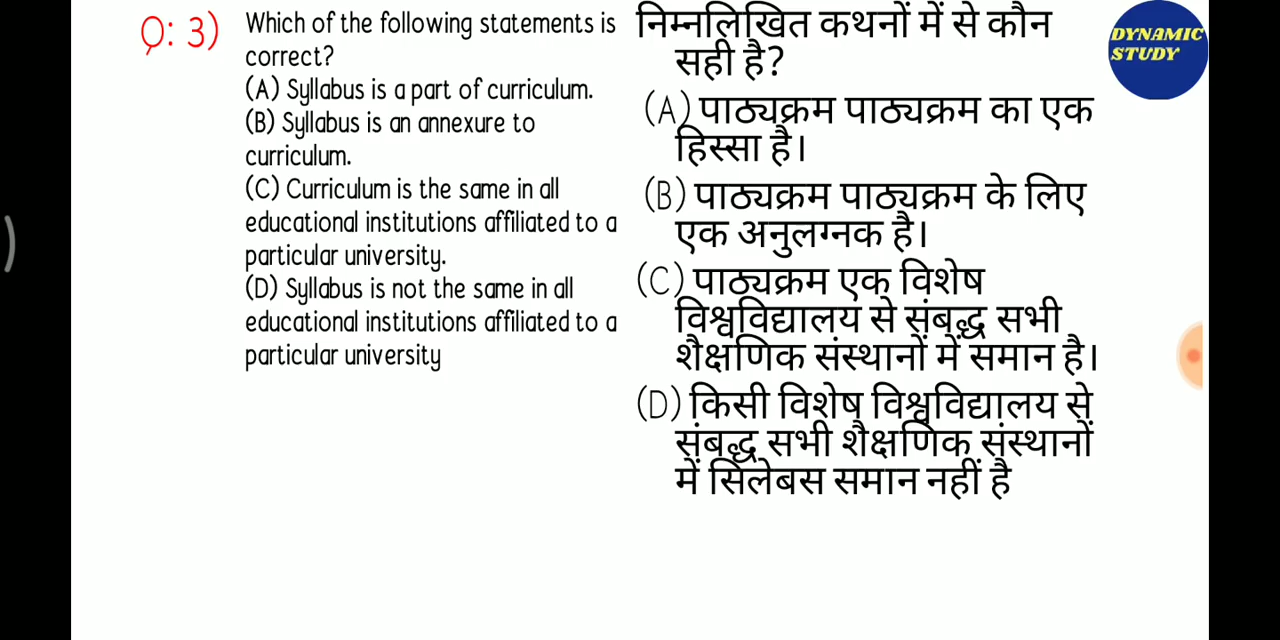 Q: 3)
Which of the following statements is
correct?
(A) Syllabus is a part of curriculum.
(B) Syllabus is an annexure to
curriculum.
(C) Curriculum is the same in all
educational institutions affiliated to a
particular university.
(D) Syllabus is not the same in all
educational institutions affiliated to a
particular university
निम्नलिखित कथनों में से कौन
सही है?
(A) पाठ्यक्रम पाठ्यक्रम का एक
हिस्सा है।
(B) पाठ्यक्रम पाठ्यक्रम के लिए
एक अनुलग्नक है।
(C) पाठ्यक्रम एक विशेष
विश्वविद्यालय से संबद्ध सभी
शैक्षणिक संस्थानों में समान है।
(D) किसी विशेष विश्वविद्यालय से
संबद्ध सभी शैक्षणिक संस्थानों
में सिलेबस समान नहीं है
DYNAMIC
STUDY